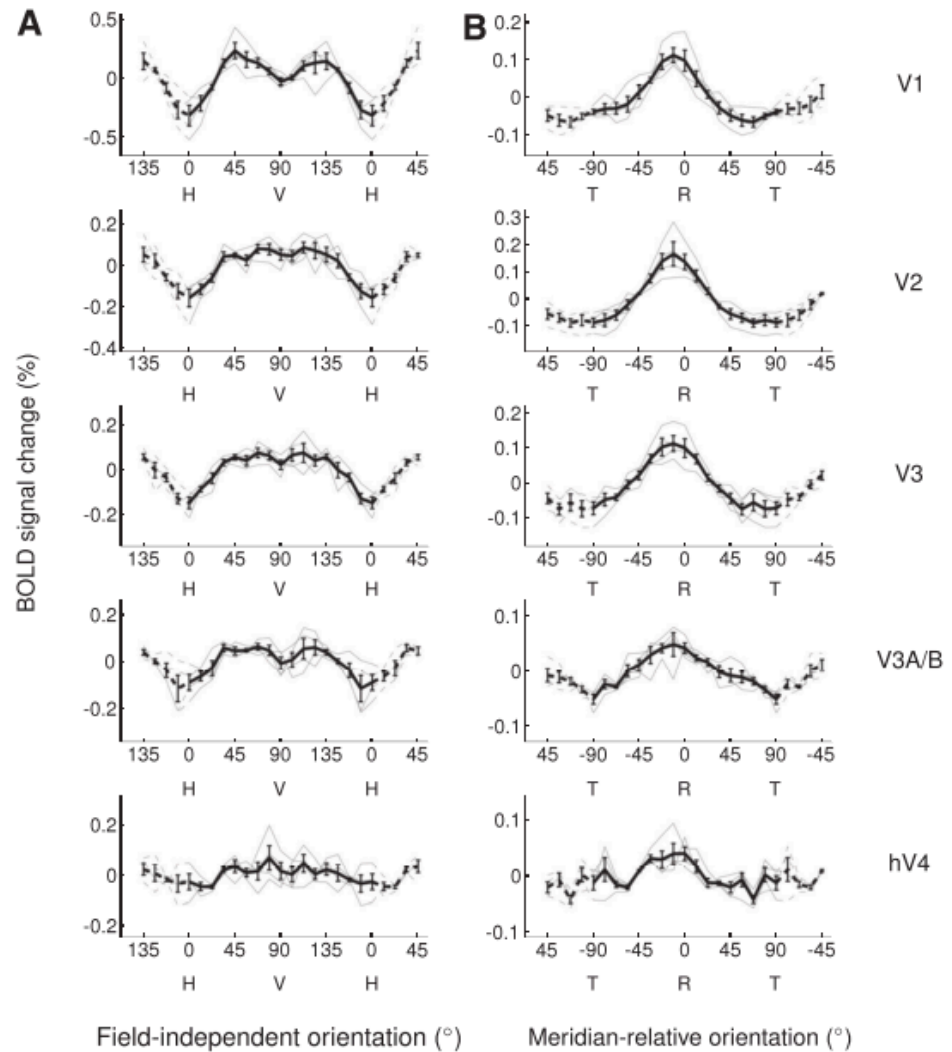 A
B
0.5
0
-0.5
135 0 45 90 135 0 45
H V H
0.2
0.1
0
-0.1
45 -90 -45 0 45 90 -45
T R T
V1
0.2
0
-0.2
-0.4
135 0 45 90 135 0 45
H V H
0.3
0.2
0.1
0
-0.1
45 -90 -45 0 45 90 -45
T R T
V2
BOLD signal change (%)
0.2
0
-0.2
135 0 45 90 135 0 45
H V H
0.2
0.1
0
-0.1
45 -90 -45 0 45 90 -45
T R T
V3
0.2
0
-0.2
135 0 45 90 135 0 45
H V H
0.1
0
-0.1
45 -90 -45 0 45 90 -45
T R T
V3A/B
0.2
0
-0.2
135 0 45 90 135 0 45
H V H
0.1
0
-0.1
45 -90 -45 0 45 90 -45
T R T
hV4
Field-independent orientation (°)
Meridian-relative orientation (°)